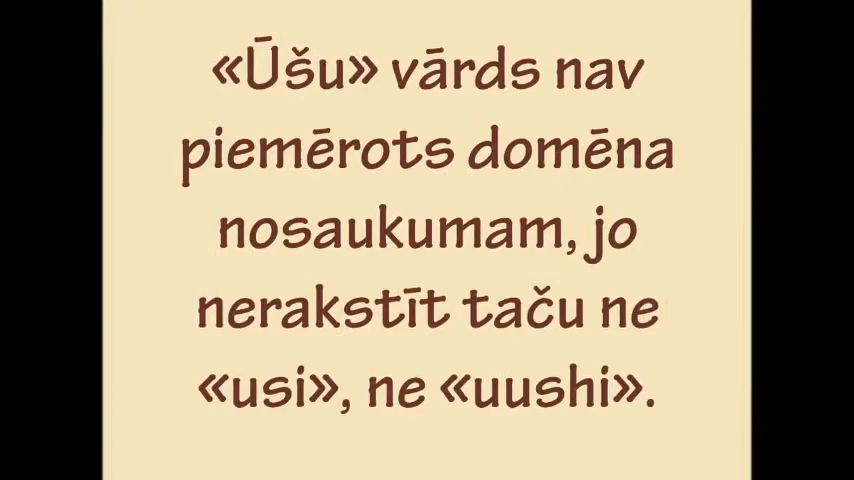 «Ūšu» vārds nav
piemērots domēna
nosaukumam, jo
nerakstīt taču ne
«usi», ne «uushi».